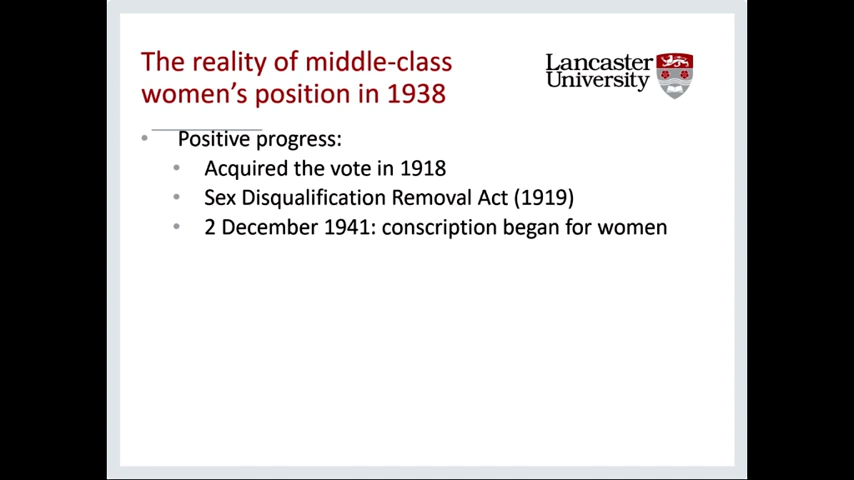 The reality of middle-class
women's position in 1938
Lancaster
University
Positive progress:
Acquired the vote in 1918
Sex Disqualification Removal Act (1919)
2 December 1941: conscription began for women